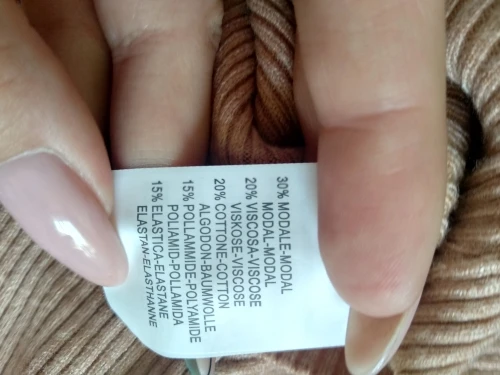 30% MODALE-MODAL
MODAL-MODAL
20% VISCOSA-VISCOSE
VISKOSE-VISCOSE
20% COTTONE-COTTON
ALGODON-BAUMWOLLE
15% POLLAMMIDE-POLYAMIDE
POLIAMID-POLLAMIDA
15% ELASTICA-ELASTANE
ELASTAN-ELASTHANNE